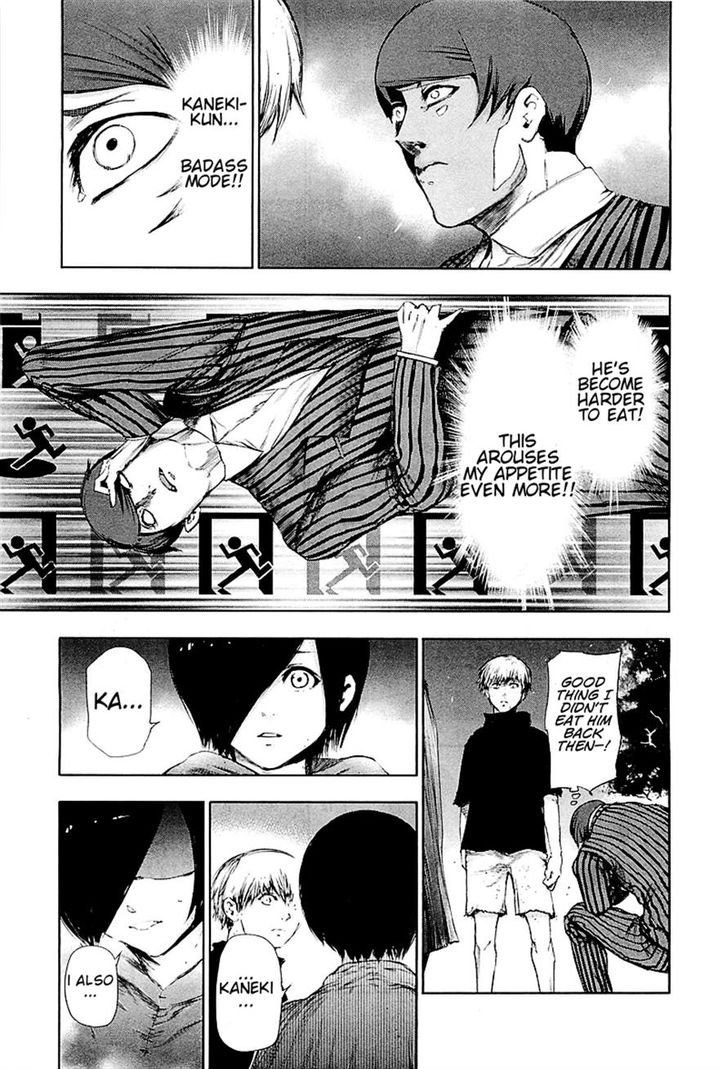 KANEKI-
KUN...
BADASS
MODE!!
HE'S
BECOME
HARDER
TO EAT!
THIS
AROUSES
MY APPETITE
EVEN MORE!!
GOOD
THING I
DIDN'T
EAT HIM
BACK
THEN—!
KA...
...
KANEKI
...
I ALSO
...